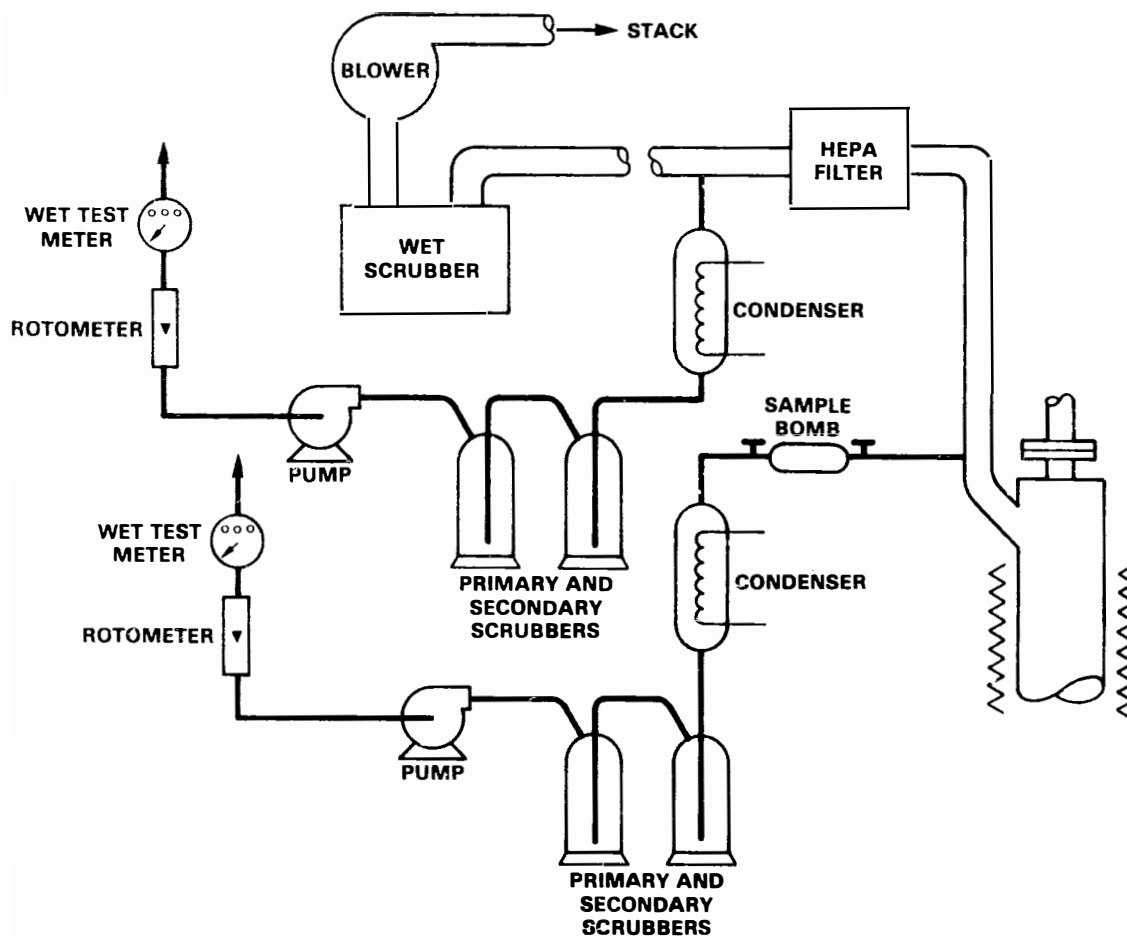 STACK
BLOWER
HEPA
FILTER
WET TEST
METER
WET
SCRUBBER
CONDENSER
ROTOMETER
SAMPLE
BOMB
PUMP
WET TEST
METER
CONDENSER
PRIMARY AND
SECONDARY
SCRUBBERS
ROTOMETER
PUMP
PRIMARY AND
SECONDARY
SCRUBBERS